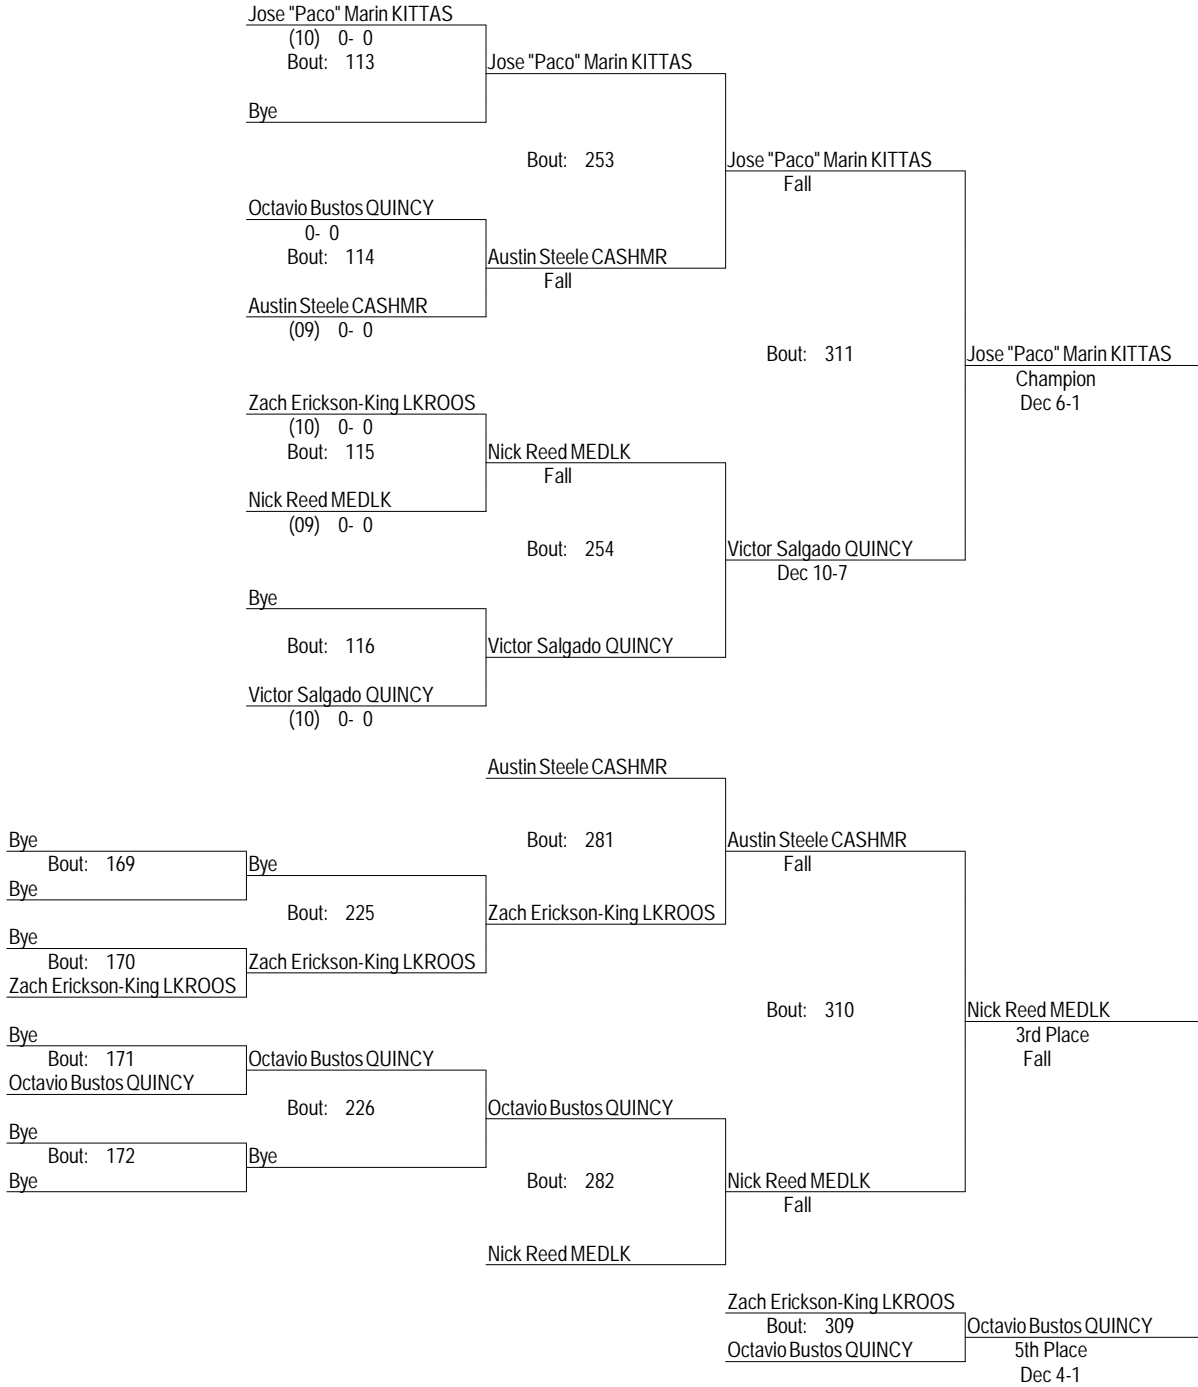 Jose "Paco" Marin KITTAS
(10) 0- 0
Bout: 113
Jose "Paco" Marin KITTAS
Bye
Bout: 253
Jose "Paco" Marin KITTAS
Fall
Octavio Bustos QUINCY
0- 0
Bout: 114
Austin Steele CASHMR
Fall
Austin Steele CASHMR
(09) 0- 0
Bout: 311
Jose "Paco" Marin KITTAS
Champion
Dec 6-1
Zach Erickson-King LKROOS
(10) 0- 0
Bout: 115
Nick Reed MEDLK
Fall
Nick Reed MEDLK
(09) 0- 0
Bout: 254
Victor Salgado QUINCY
Dec 10-7
Bye
Bout: 116
Victor Salgado QUINCY
Victor Salgado QUINCY
(10) 0- 0
Austin Steele CASHMR
Bye
Bout: 169
Bye
Bye
Bout: 281
Austin Steele CASHMR
Fall
Bout: 225
Zach Erickson-King LKROOS
Bye
Bout: 170
Zach Erickson-King LKROOS
Zach Erickson-King LKROOS
Bout: 310
Nick Reed MEDLK
3rd Place
Fall
Bye
Bout: 171
Octavio Bustos QUINCY
Octavio Bustos QUINCY
Bout: 226
Octavio Bustos QUINCY
Bye
Bout: 172
Bye
Bye
Bout: 282
Nick Reed MEDLK
Fall
Nick Reed MEDLK
Zach Erickson-King LKROOS
Bout: 309
Octavio Bustos QUINCY
Octavio Bustos QUINCY
5th Place
Dec 4-1